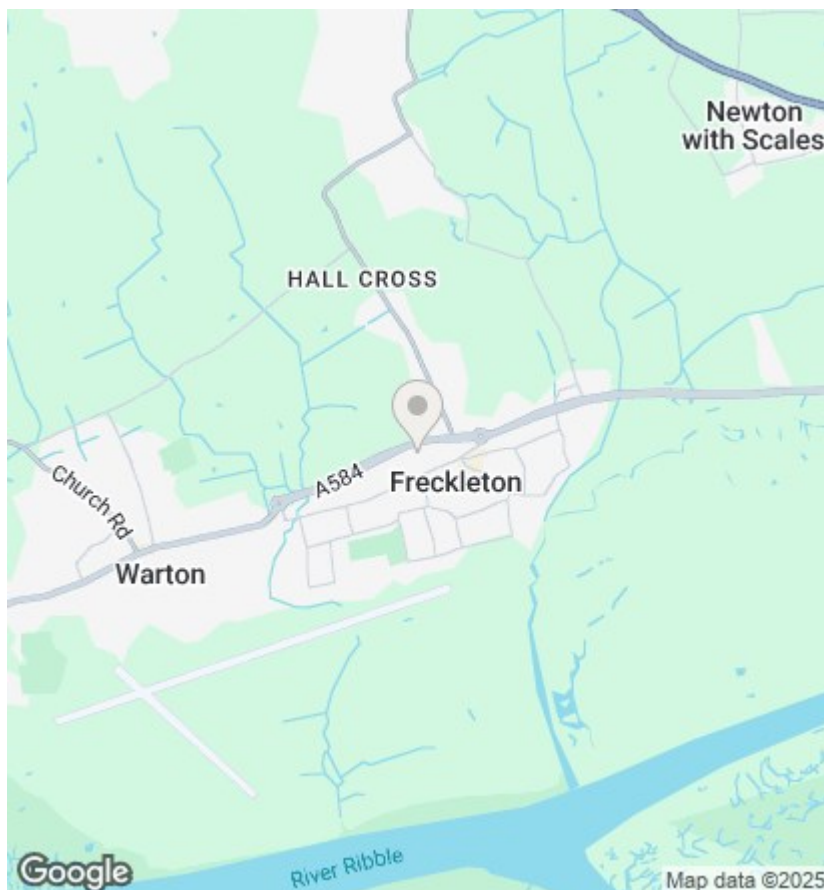 Newton
with Scales
HALL CROSS
A584
Freckleton
Church Rd
Warton
River Ribble
Google
Map data ©2025